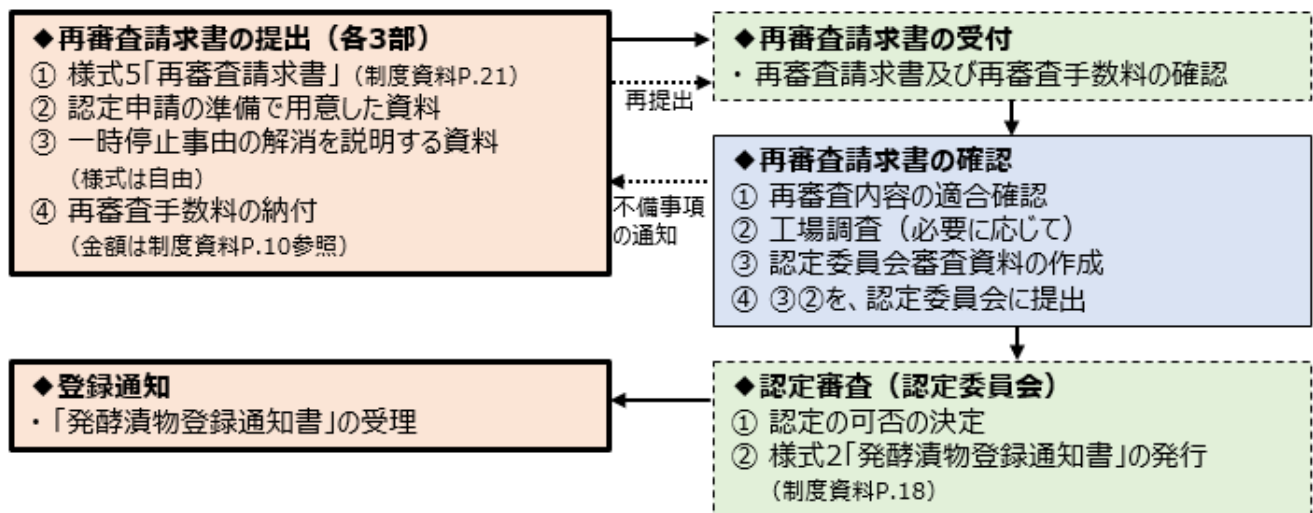 ◆再審査請求書の提出（各3部）
① 様式5「再審査請求書」（制度資料P.21）
② 認定申請の準備で用意した資料
③ 一時停止事由の解消を説明する資料
（様式は自由）
④ 再審査手数料の納付
（金額は制度資料P.10参照）
再提出
不備事項
の通知
◆再審査請求書の受付
・ 再審査請求書及び再審査手数料の確認
◆再審査請求書の確認
① 再審査内容の適合確認
② 工場調査（必要に応じて）
③ 認定委員会審査資料の作成
④ ③②を、認定委員会に提出
◆認定審査（認定委員会）
① 認定の可否の決定
② 様式2「発酵漬物登録通知書」の発行
（制度資料P.18）
◆登録通知
・「発酵漬物登録通知書」の受理